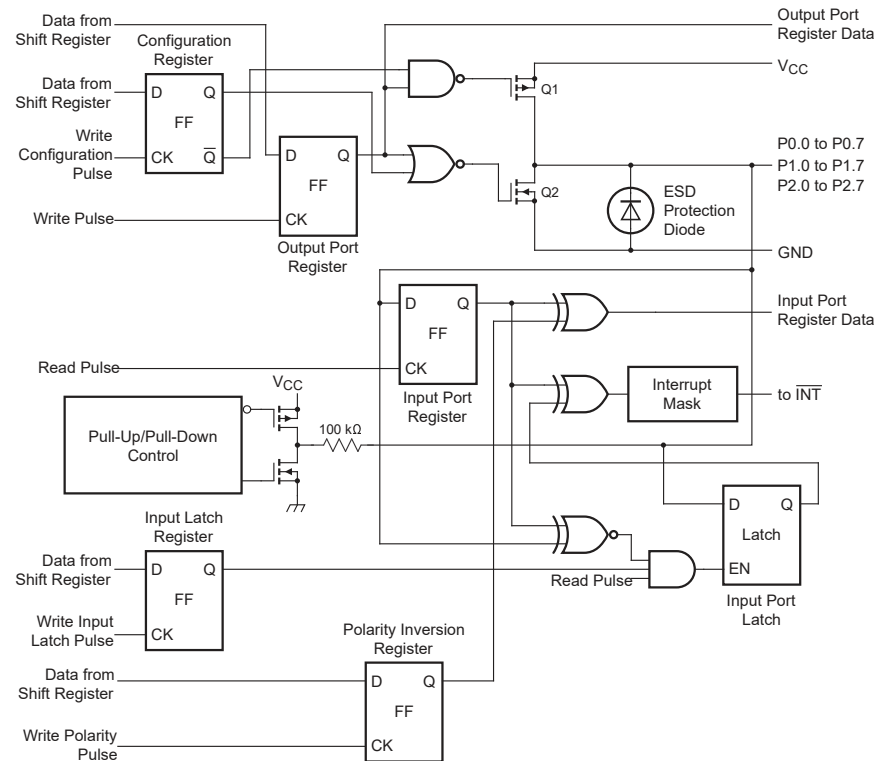 Data from
Shift Register
Output Port
Register Data
Configuration
Register
VCC
Data from
Shift Register
D
Q
FF
Q1
Write
Configuration
Pulse
CK
Q̅
D
Q
FF
P0.0 to P0.7
P1.0 to P1.7
P2.0 to P2.7
Q2
ESD
Protection
Diode
Write Pulse
CK
Output Port
Register
GND
D
Q
FF
Input Port
Register Data
Read Pulse
CK
Input Port
Register
Interrupt
Mask
to I̅N̅T̅
VCC
Pull-Up/Pull-Down
Control
100 kΩ
D
Q
Latch
EN
Input Port
Latch
Input Latch
Register
Data from
Shift Register
D
Q
FF
Read Pulse
Write Input
Latch Pulse
CK
Polarity Inversion
Register
Data from
Shift Register
D
Q
FF
Write Polarity
Pulse
CK